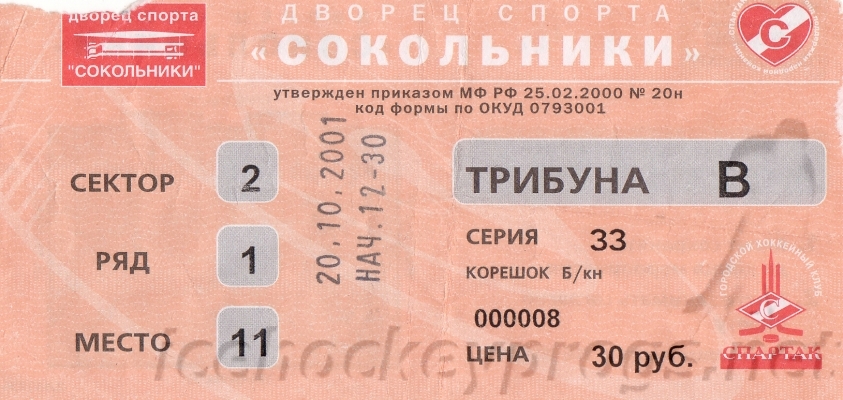 ДВОРЕЦ СПОРТА
«СОКОЛЬНИКИ»
дворец спорта
"СОКОЛЬНИКИ"
утвержден приказом МФ РФ 25.02.2000 № 20н
код формы по ОКУД 0793001
СЕКТОР 2
РЯД 1
МЕСТО 11
20.10.2001
НАЧ.12-30
ТРИБУНА В
СЕРИЯ 33
КОРЕШОК Б/кн
000008
ЦЕНА 30 руб.
ГОРОДСКОЙ ХОККЕЙНЫЙ КЛУБ
С
СПАРТАК
icehockeyprogs.net